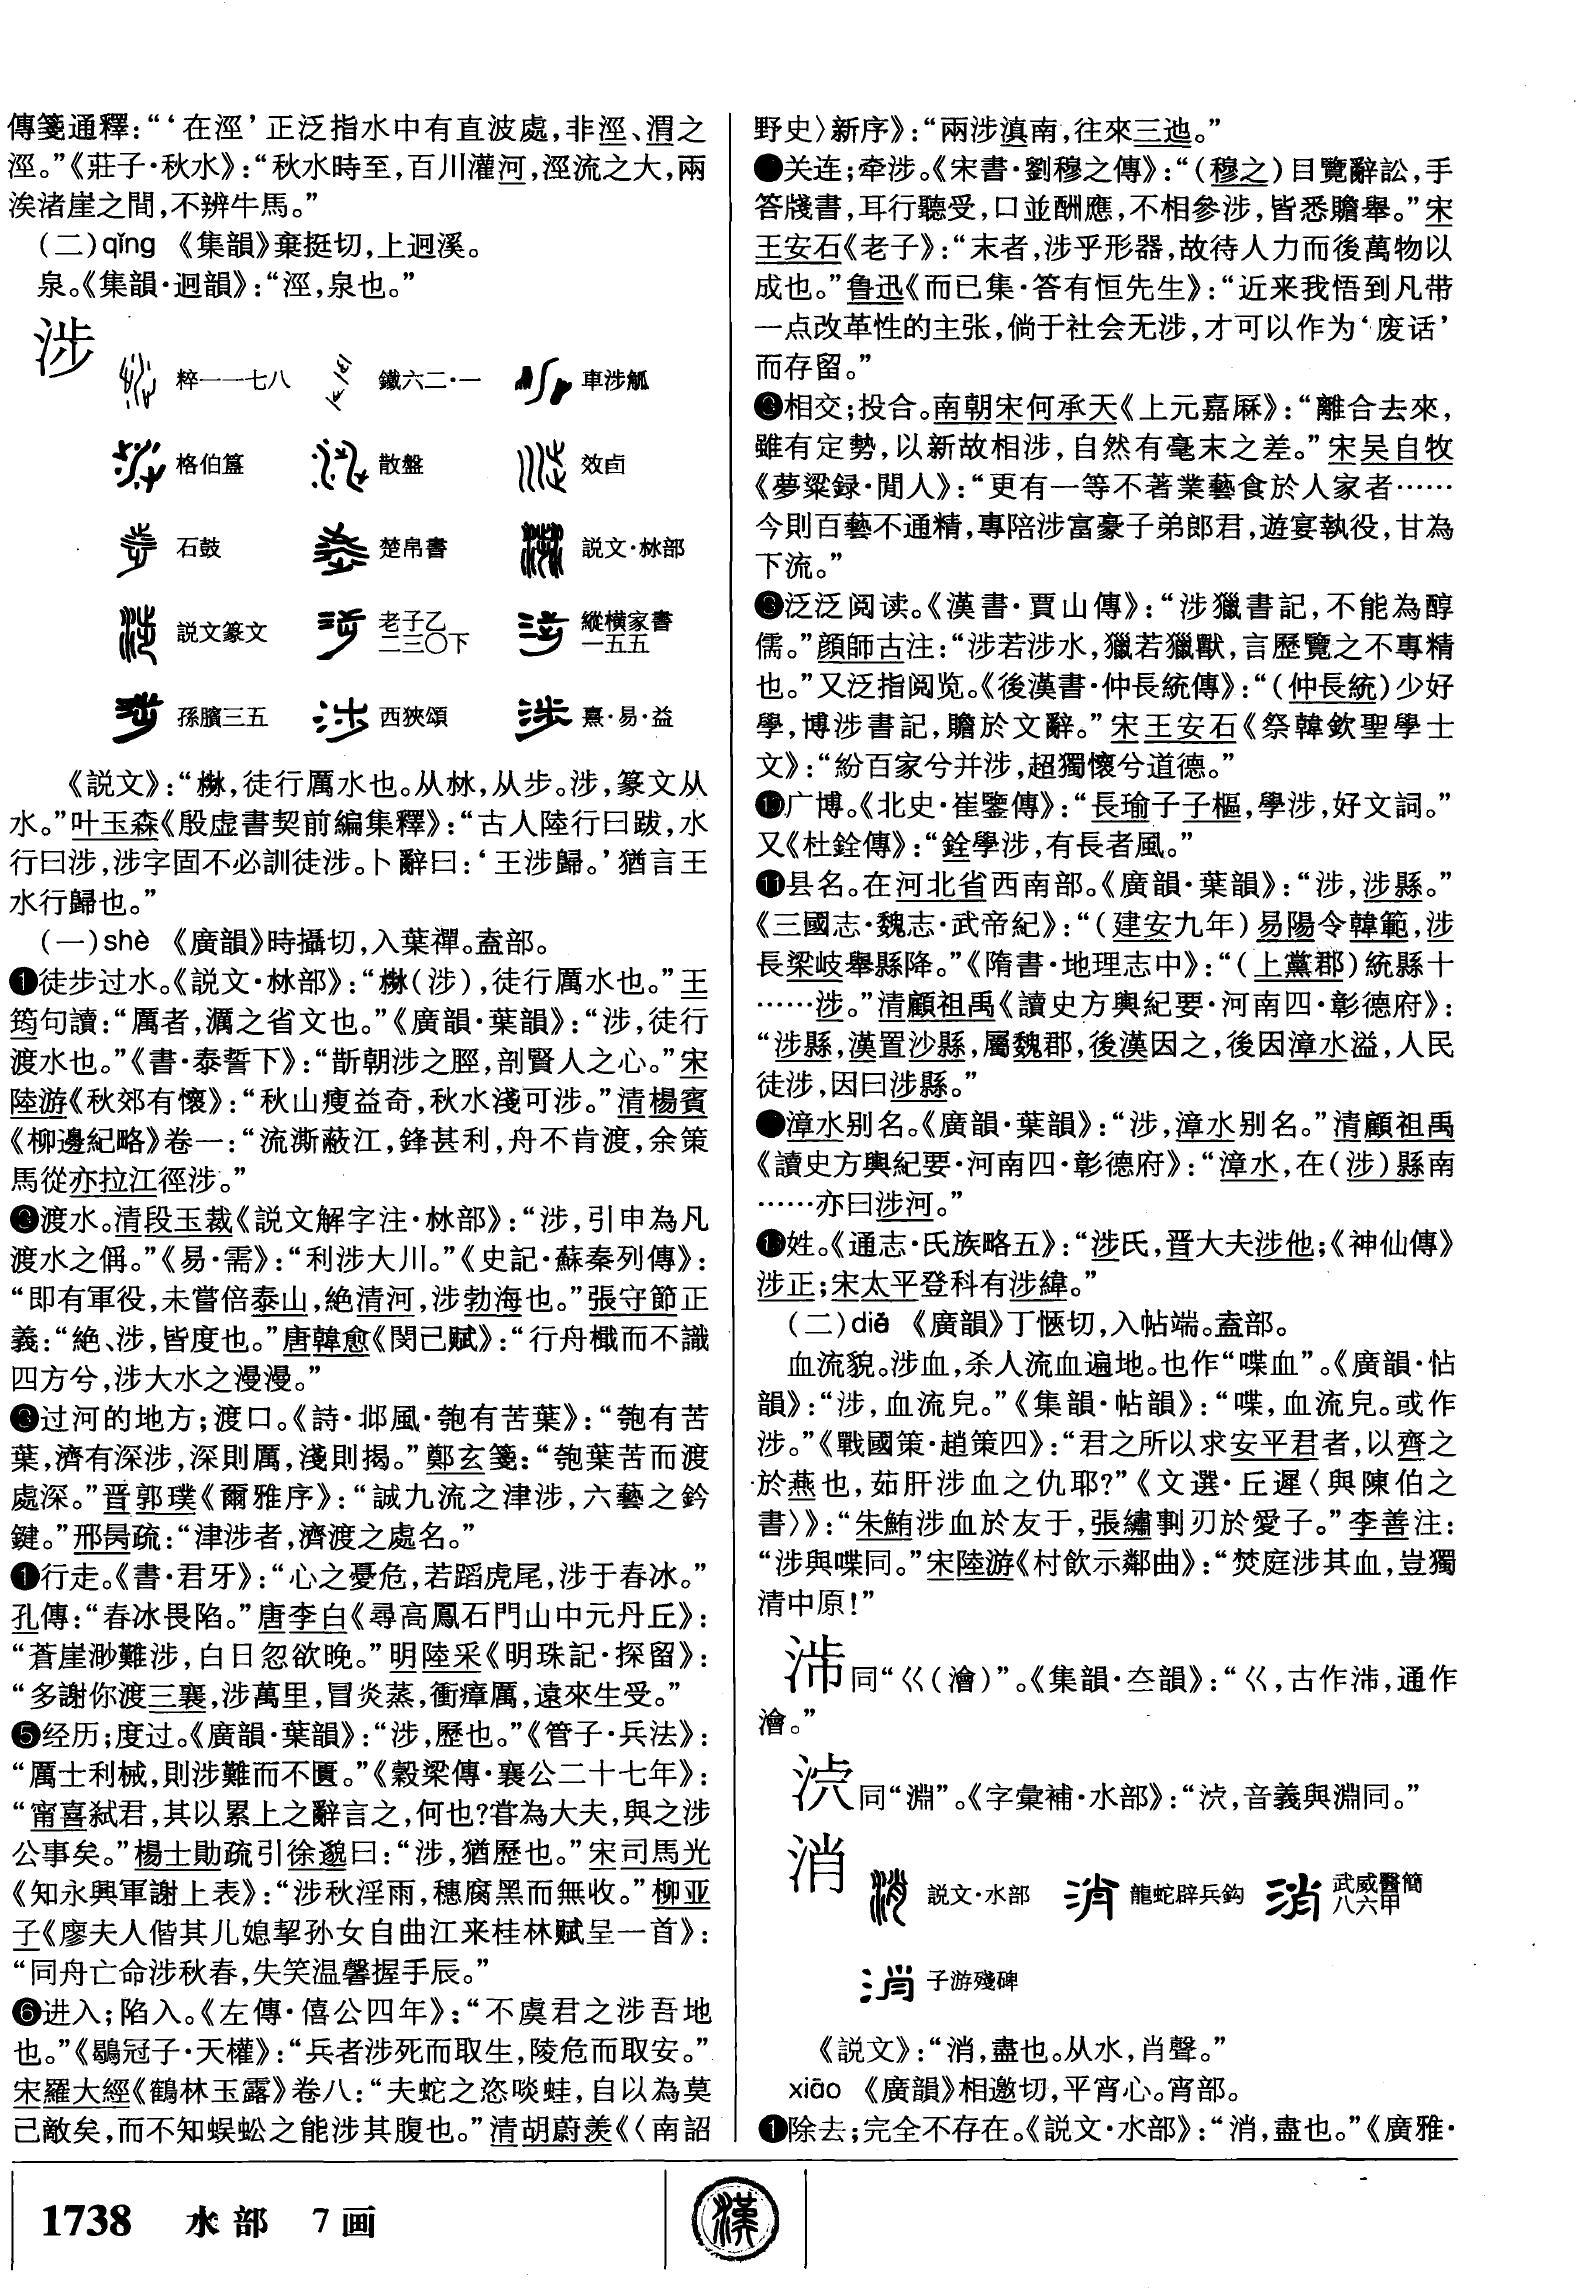 傳箋通釋：“‘在涇’正泛指水中有直波處，非涇、渭之
涇。”《莊子·秋水》：“秋水時至，百川灌河，涇流之大，兩
涘渚崖之間，不辨牛馬。”
（二）qǐng 《集韻》棄挺切，上迥溪。
泉。《集韻·迥韻》：“涇，泉也。”
涉
粹一一七八 鐵六二·一 車涉觚
格伯簋 散盤 效卣
石鼓 楚帛書 説文·沝部
説文篆文 老子乙二三〇下 縱横家書一五五
孫臏三五 西狹頌 熹·易·益
《説文》：“𣻣，徒行厲水也。从沝，从步。涉，篆文从
水。”叶玉森《殷虚書契前編集釋》：“古人陸行曰跋，水
行曰涉，涉字固不必訓徒涉。卜辭曰：‘王涉歸。’猶言王
水行歸也。”
（一）shè 《廣韻》時攝切，入葉禪。盍部。
❶徒步过水。《説文·沝部》：“𣻣（涉），徒行厲水也。”王
筠句讀：“厲者，濿之省文也。”《廣韻·葉韻》：“涉，徒行
渡水也。”《書·泰誓下》：“斮朝涉之脛，剖賢人之心。”宋
陸游《秋郊有懷》：“秋山瘦益奇，秋水淺可涉。”清楊賓
《柳邊紀略》卷一：“流澌蔽江，鋒甚利，舟不肯渡，余策
馬從亦拉江徑涉。”
❷渡水。清段玉裁《説文解字注·沝部》：“涉，引申為凡
渡水之偁。”《易·需》：“利涉大川。”《史記·蘇秦列傳》：
“即有軍役，未嘗倍泰山，絶清河，涉勃海也。”張守節正
義：“絶、涉，皆度也。”唐韓愈《閔己賦》：“行舟檝而不識
四方兮，涉大水之漫漫。”
❸过河的地方；渡口。《詩·邶風·匏有苦葉》：“匏有苦
葉，濟有深涉，深則厲，淺則揭。”鄭玄箋：“匏葉苦而渡
處深。”晋郭璞《爾雅序》：“誠九流之津涉，六藝之鈐
鍵。”邢昺疏：“津涉者，濟渡之處名。”
❹行走。《書·君牙》：“心之憂危，若蹈虎尾，涉于春冰。”
孔傳：“春冰畏陷。”唐李白《尋高鳳石門山中元丹丘》：
“蒼崖渺難涉，白日忽欲晚。”明陸采《明珠記·探留》：
“多謝你渡三襄，涉萬里，冒炎蒸，衝瘴厲，遠來生受。”
❺经历；度过。《廣韻·葉韻》：“涉，歷也。”《管子·兵法》：
“厲士利械，則涉難而不匱。”《穀梁傳·襄公二十七年》：
“甯喜弑君，其以累上之辭言之，何也？嘗為大夫，與之涉
公事矣。”楊士勛疏引徐邈曰：“涉，猶歷也。”宋司馬光
《知永興軍謝上表》：“涉秋淫雨，穗腐黑而無收。”柳亚
子《廖夫人偕其儿媳挈孙女自曲江来桂林赋呈一首》：
“同舟亡命涉秋春，失笑温馨握手辰。”
❻进入；陷入。《左傳·僖公四年》：“不虞君之涉吾地
也。”《鶡冠子·天權》：“兵者涉死而取生，陵危而取安。”
宋羅大經《鶴林玉露》卷八：“夫蛇之恣啖蛙，自以為莫
己敵矣，而不知蜈蚣之能涉其腹也。”清胡蔚羨《〈南詔
野史〉新序》：“兩涉滇南，往來三迆。”
●关连；牵涉。《宋書·劉穆之傳》：“（穆之）目覽辭訟，手
答牋書，耳行聽受，口並酬應，不相參涉，皆悉贍舉。”宋
王安石《老子》：“末者，涉乎形器，故待人力而後萬物以
成也。”鲁迅《而已集·答有恒先生》：“近来我悟到凡带
一点改革性的主张，倘于社会无涉，才可以作为‘废话’
而存留。”
❽相交；投合。南朝宋何承天《上元嘉厤》：“離合去來，
雖有定勢，以新故相涉，自然有毫末之差。”宋吴自牧
《夢粱録·閒人》：“更有一等不著業藝食於人家者……
今則百藝不通精，專陪涉富豪子弟郎君，遊宴執役，甘為
下流。”
❾泛泛阅读。《漢書·賈山傳》：“涉獵書記，不能為醇
儒。”顔師古注：“涉若涉水，獵若獵獸，言歷覽之不專精
也。”又泛指阅览。《後漢書·仲長統傳》：“（仲長統）少好
學，博涉書記，贍於文辭。”宋王安石《祭韓欽聖學士
文》：“紛百家兮并涉，超獨懷兮道德。”
❿广博。《北史·崔鑒傳》：“長瑜子子樞，學涉，好文詞。”
又《杜銓傳》：“銓學涉，有長者風。”
⓫县名。在河北省西南部。《廣韻·葉韻》：“涉，涉縣。”
《三國志·魏志·武帝紀》：“（建安九年）易陽令韓範，涉
長梁岐舉縣降。”《隋書·地理志中》：“（上黨郡）統縣十
……涉。”清顧祖禹《讀史方輿紀要·河南四·彰德府》：
“涉縣，漢置沙縣，屬魏郡，後漢因之，後因漳水溢，人民
徒涉，因曰涉縣。”
●漳水别名。《廣韻·葉韻》：“涉，漳水别名。”清顧祖禹
《讀史方輿紀要·河南四·彰德府》：“漳水，在（涉）縣南
……亦曰涉河。”
⓭姓。《通志·氏族略五》：“涉氏，晋大夫涉他；《神仙傳》
涉正；宋太平登科有涉緯。”
（二）dié 《廣韻》丁愜切，入帖端。盍部。
血流貌。涉血，杀人流血遍地。也作“喋血”。《廣韻·怗
韻》：“涉，血流皃。”《集韻·帖韻》：“喋，血流皃。或作
涉。”《戰國策·趙策四》：“君之所以求安平君者，以齊之
於燕也，茹肝涉血之仇耶？”《文選·丘遲〈與陳伯之
書〉》：“朱鮪涉血於友于，張繡剚刃於愛子。”李善注：
“涉與喋同。”宋陸游《村飲示鄰曲》：“焚庭涉其血，豈獨
清中原！”
同“巜（澮）”。《集韻·夳韻》：“巜，古作，通作
澮。”
同“淵”。《字彙補·水部》：“，音義與淵同。”
消
説文·水部 龍蛇辟兵鈎 武威醫簡八六甲
子游殘碑
《説文》：“消，盡也。从水，肖聲。”
xiāo 《廣韻》相邀切，平宵心。宵部。
❶除去；完全不存在。《説文·水部》：“消，盡也。”《廣雅·
1738 水部 7画
漢